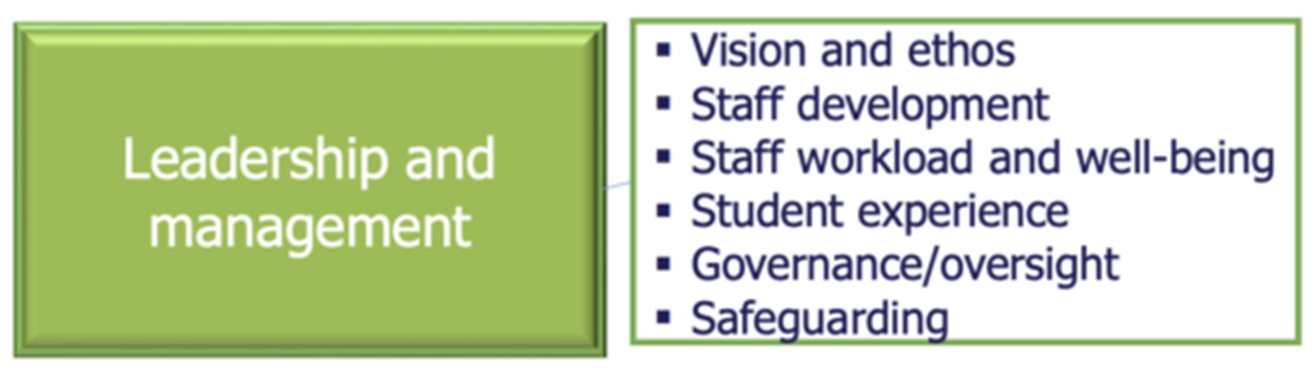 Leadership and
management
▪ Vision and ethos
▪ Staff development
▪ Staff workload and well-being
▪ Student experience
▪ Governance/oversight
▪ Safeguarding